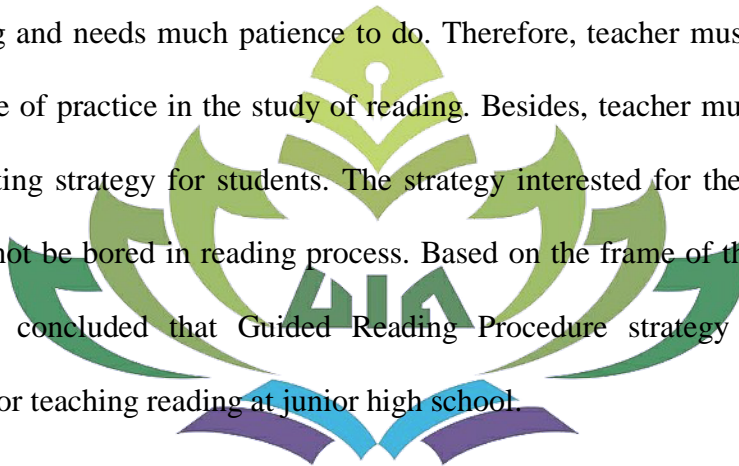 g and needs much patience to do. Therefore, teacher mus
e of practice in the study of reading. Besides, teacher mu
ting strategy for students. The strategy interested for the
not be bored in reading process. Based on the frame of th
concluded that Guided Reading Procedure strategy
or teaching reading at junior high school.
UIN